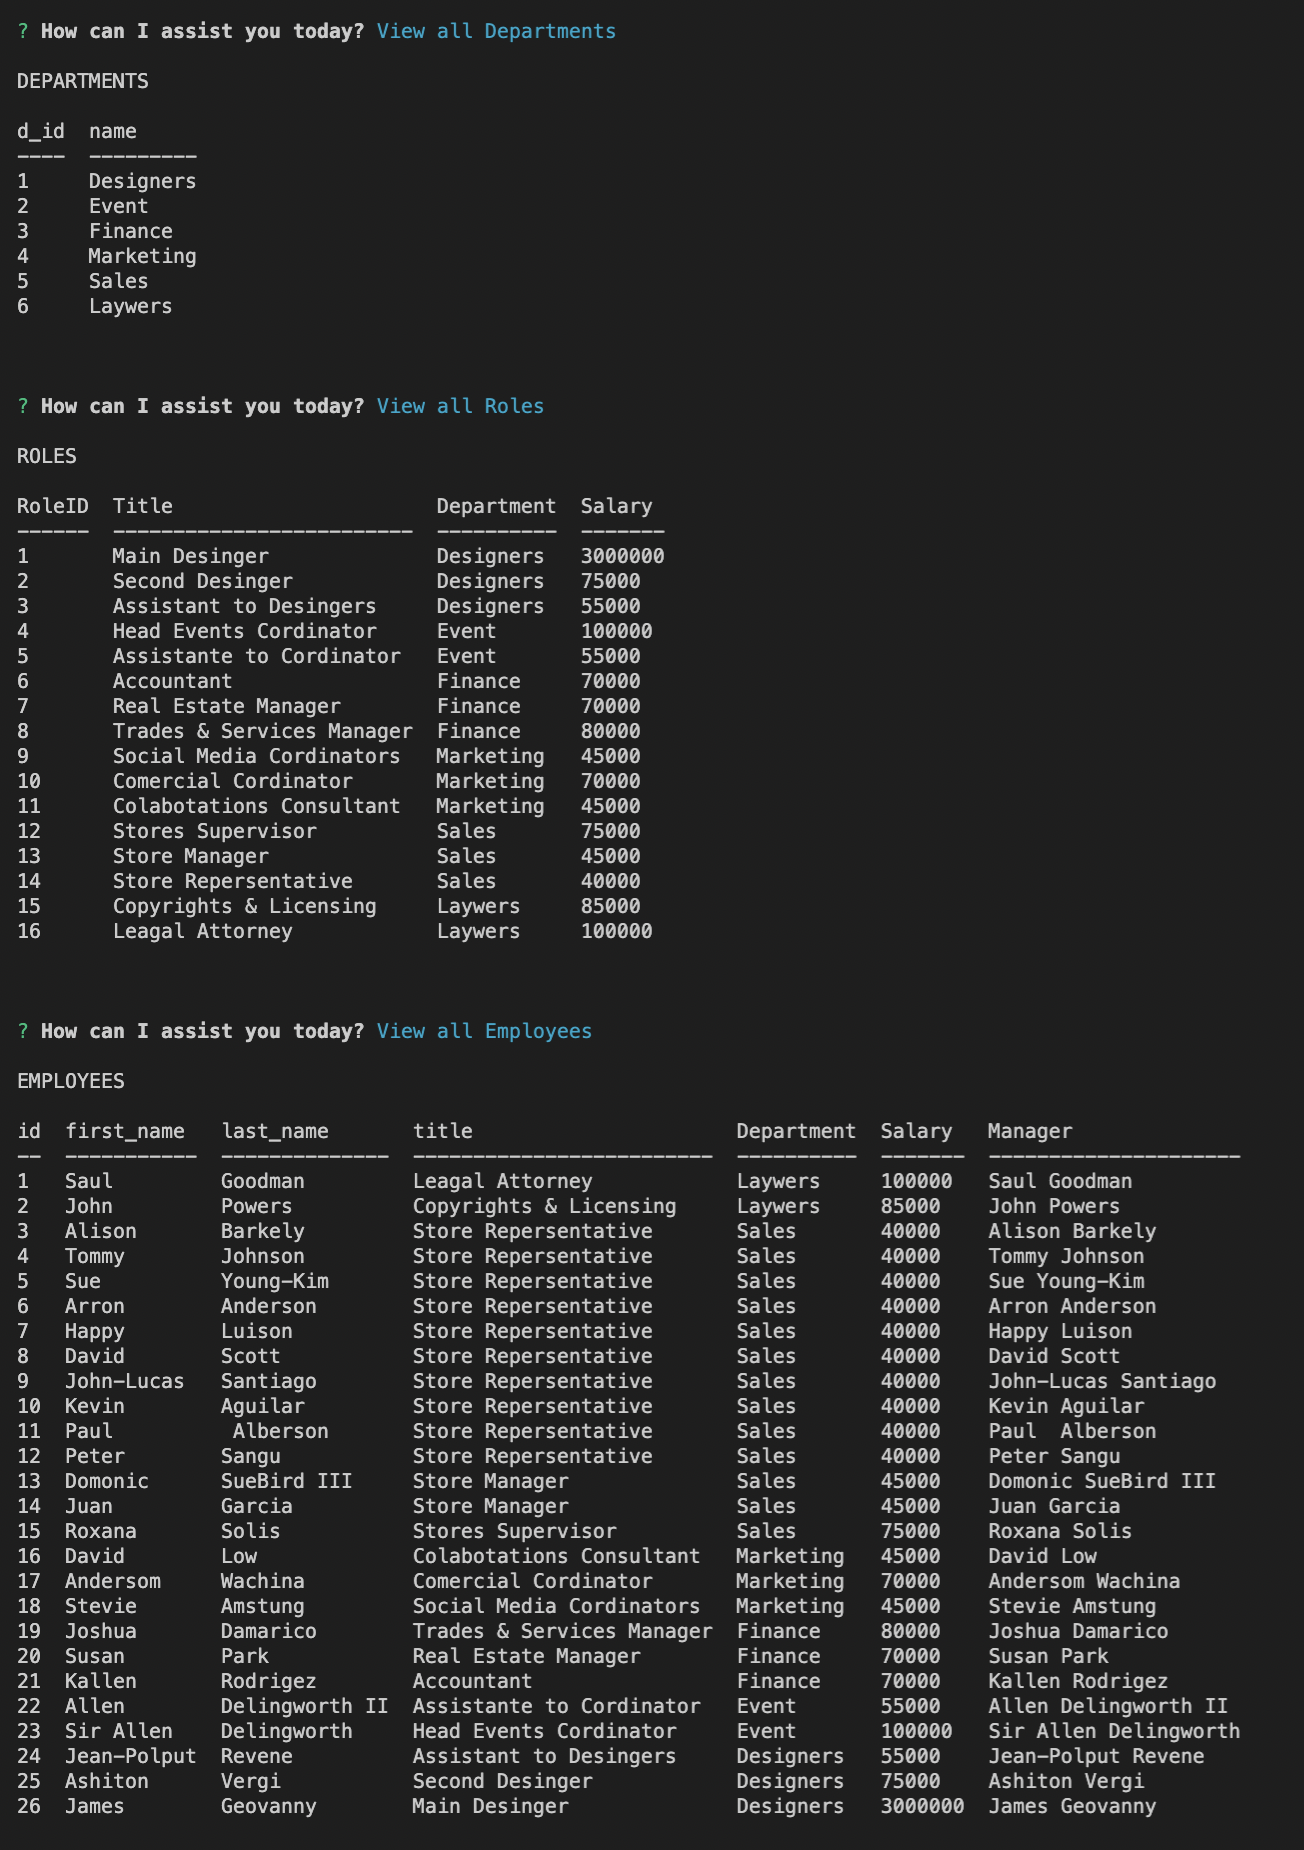 ? How can I assist you today? View all Departments
DEPARTMENTS
d_id  name
----  ---------
1     Designers
2     Event
3     Finance
4     Marketing
5     Sales
6     Laywers
? How can I assist you today? View all Roles
ROLES
RoleID  Title                      Department  Salary
------  -------------------------  ----------  -------
1       Main Desinger              Designers   3000000
2       Second Desinger            Designers   75000
3       Assistant to Desingers     Designers   55000
4       Head Events Cordinator     Event       100000
5       Assistante to Cordinator   Event       55000
6       Accountant                 Finance     70000
7       Real Estate Manager        Finance     70000
8       Trades & Services Manager  Finance     80000
9       Social Media Cordinators   Marketing   45000
10      Comercial Cordinator       Marketing   70000
11      Colabotations Consultant   Marketing   45000
12      Stores Supervisor          Sales       75000
13      Store Manager              Sales       45000
14      Store Repersentative       Sales       40000
15      Copyrights & Licensing     Laywers     85000
16      Leagal Attorney            Laywers     100000
? How can I assist you today? View all Employees
EMPLOYEES
id  first_name   last_name       title                      Department  Salary   Manager
--  -----------  --------------  -------------------------  ----------  -------  ---------------------
1   Saul         Goodman         Leagal Attorney            Laywers     100000   Saul Goodman
2   John         Powers          Copyrights & Licensing     Laywers     85000    John Powers
3   Alison       Barkely         Store Repersentative       Sales       40000    Alison Barkely
4   Tommy        Johnson         Store Repersentative       Sales       40000    Tommy Johnson
5   Sue          Young-Kim       Store Repersentative       Sales       40000    Sue Young-Kim
6   Arron        Anderson        Store Repersentative       Sales       40000    Arron Anderson
7   Happy        Luison          Store Repersentative       Sales       40000    Happy Luison
8   David        Scott           Store Repersentative       Sales       40000    David Scott
9   John-Lucas   Santiago        Store Repersentative       Sales       40000    John-Lucas Santiago
10  Kevin        Aguilar         Store Repersentative       Sales       40000    Kevin Aguilar
11  Paul          Alberson       Store Repersentative       Sales       40000    Paul  Alberson
12  Peter        Sangu           Store Repersentative       Sales       40000    Peter Sangu
13  Domonic      SueBird III     Store Manager              Sales       45000    Domonic SueBird III
14  Juan         Garcia          Store Manager              Sales       45000    Juan Garcia
15  Roxana       Solis           Stores Supervisor          Sales       75000    Roxana Solis
16  David        Low             Colabotations Consultant   Marketing   45000    David Low
17  Andersom     Wachina         Comercial Cordinator       Marketing   70000    Andersom Wachina
18  Stevie       Amstung         Social Media Cordinators   Marketing   45000    Stevie Amstung
19  Joshua       Damarico        Trades & Services Manager  Finance     80000    Joshua Damarico
20  Susan        Park            Real Estate Manager        Finance     70000    Susan Park
21  Kallen       Rodrigez        Accountant                 Finance     70000    Kallen Rodrigez
22  Allen        Delingworth II  Assistante to Cordinator   Event       55000    Allen Delingworth II
23  Sir Allen    Delingworth     Head Events Cordinator     Event       100000   Sir Allen Delingworth
24  Jean-Polput  Revene          Assistant to Desingers     Designers   55000    Jean-Polput Revene
25  Ashiton      Vergi           Second Desinger            Designers   75000    Ashiton Vergi
26  James        Geovanny        Main Desinger              Designers   3000000  James Geovanny